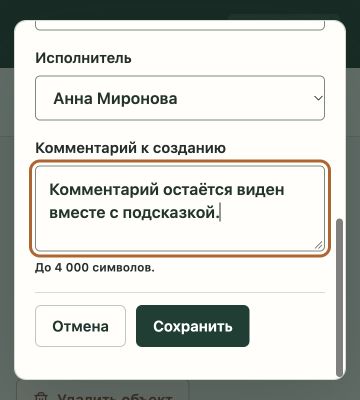 Исполнитель
Анна Миронова
Комментарий к созданию
Комментарий остаётся виден
вместе с подсказкой.
До 4 000 символов.
Отмена
Сохранить
Удалить объект